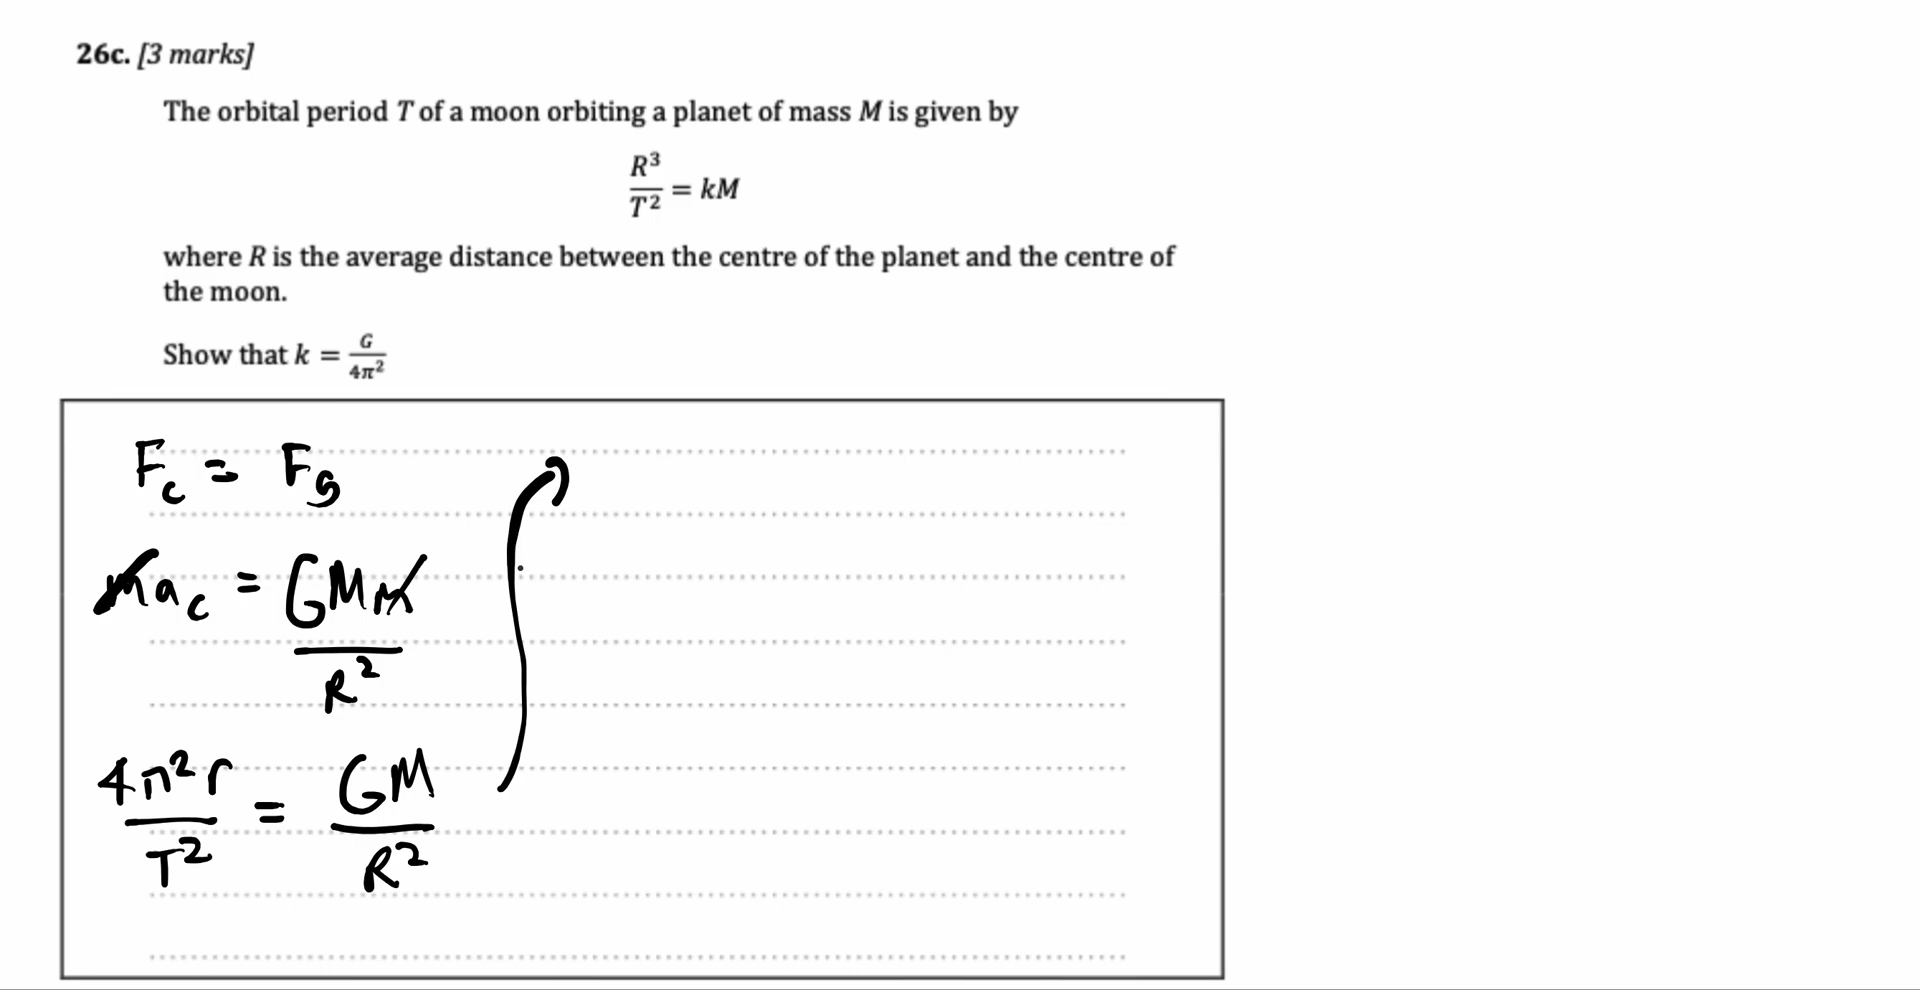 26c. [3 marks]
The orbital period T of a moon orbiting a planet of mass M is given by
R³/T² = kM
where R is the average distance between the centre of the planet and the centre of
the moon.
Show that k = G/4π²
F_c = F_G
ma_c = GMm/R²
4π²r/T² = GM/R²